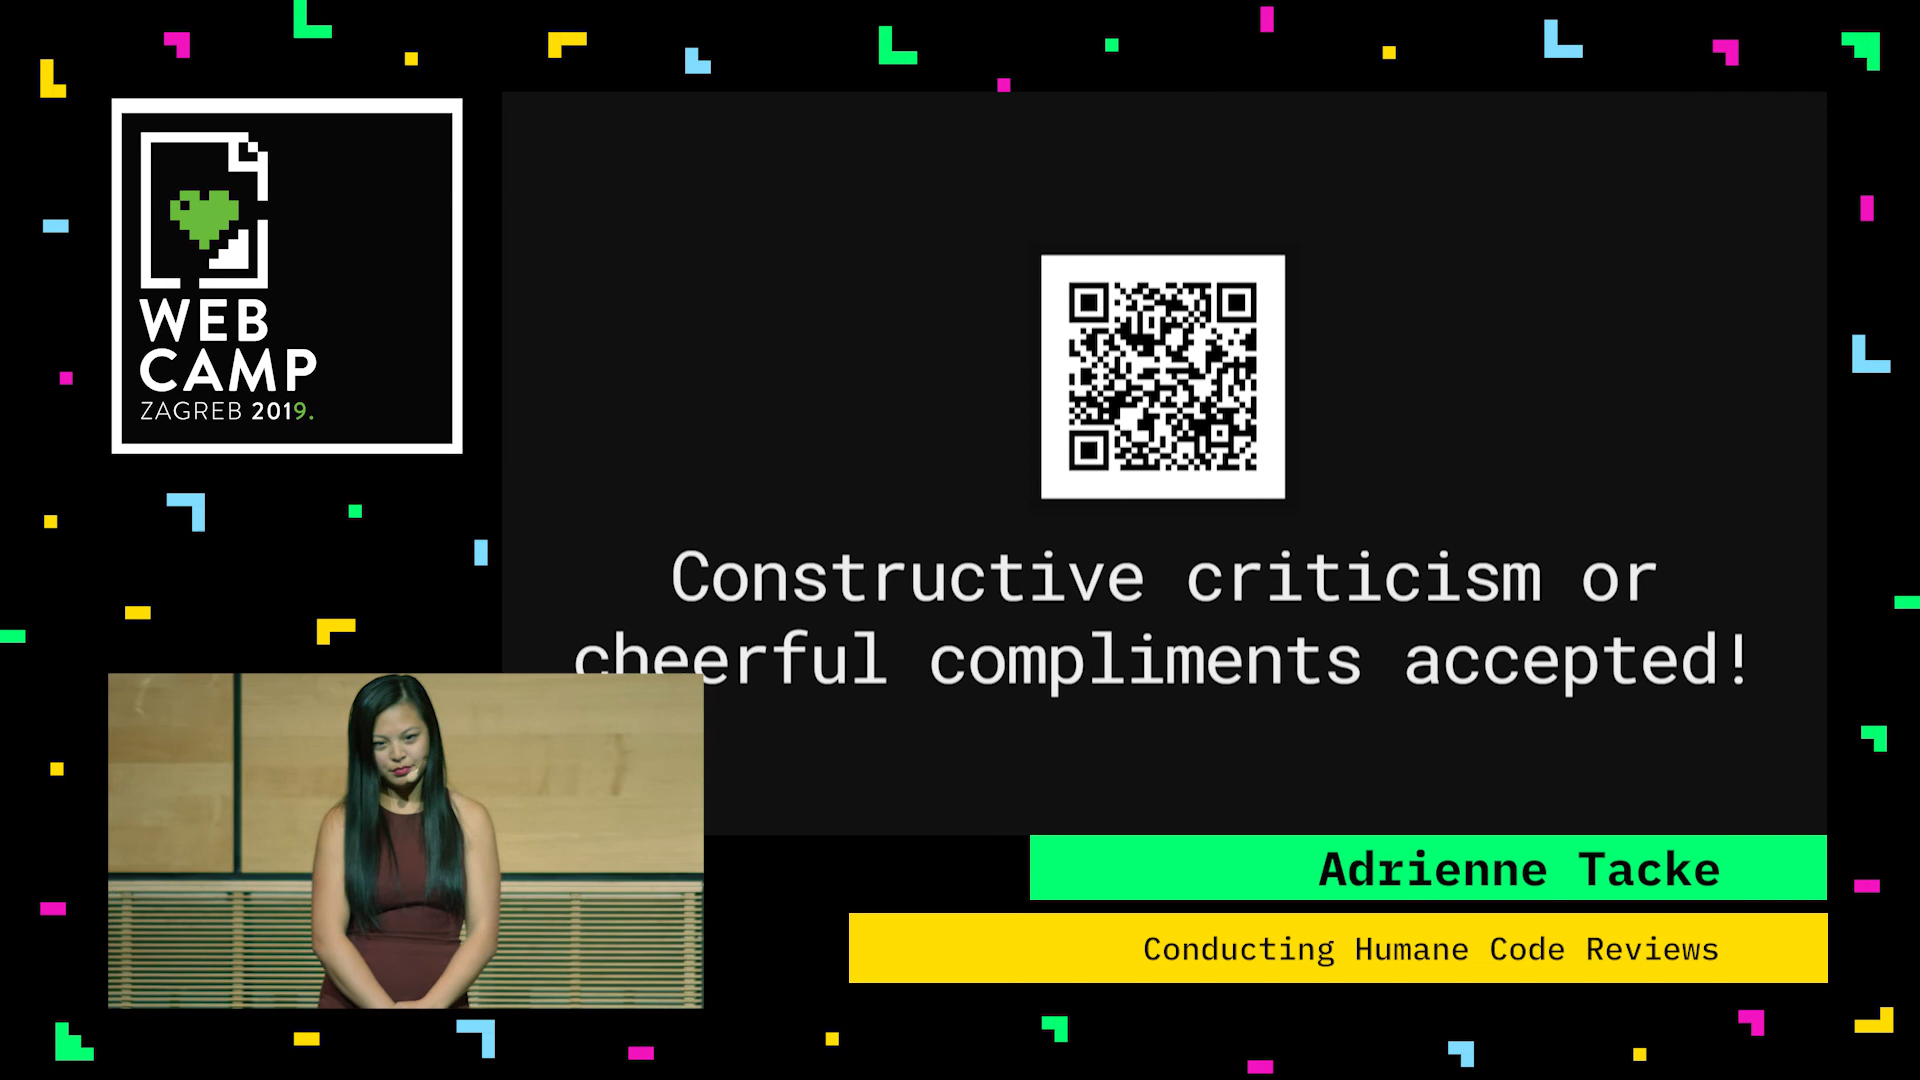 WEB
CAMP
ZAGREB 2019.
Constructive criticism or
cheerful compliments accepted!
Adrienne Tacke
Conducting Humane Code Reviews